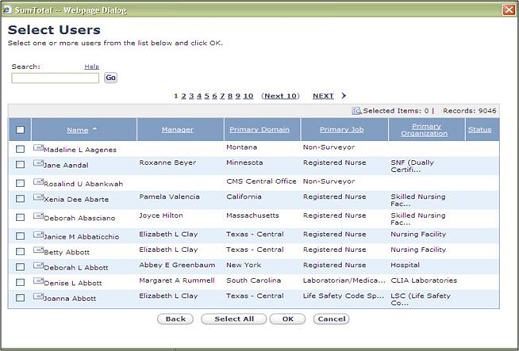 SumTotal -- Webpage Dialog
Select Users
Select one or more users from the list below and click OK.
Search: Help
Go
1 2 3 4 5 6 7 8 9 10 (Next 10) NEXT
Selected Items: 0 | Records: 9046
Name Manager Primary Domain Primary Job Primary Organization Status
Madeline L Aagenes Montana Non-Surveyor
Jane Aandal Roxanne Beyer Minnesota Registered Nurse SNF (Dually Certifi...
Rosalind U Abankwah CMS Central Office Non-Surveyor
Xenia Dee Abarte Pamela Valencia California Registered Nurse Skilled Nursing Fac...
Deborah Abasciano Joyce Hilton Massachusetts Registered Nurse Skilled Nursing Fac...
Janice M Abbaticchio Elizabeth L Clay Texas - Central Registered Nurse Nursing Facility
Betty Abbott Elizabeth L Clay Texas - Central Registered Nurse Nursing Facility
Deborah L Abbott Abbey E Greenbaum New York Registered Nurse Hospital
Denise L Abbott Margaret A Rummell South Carolina Laboratorian/Medica... CLIA Laboratories
Joanna Abbott Elizabeth L Clay Texas - Central Life Safety Code Sp... LSC (Life Safety Co...
Back Select All OK Cancel